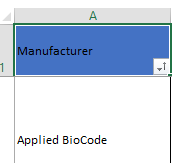 A
Manufacturer
1
Applied BioCode